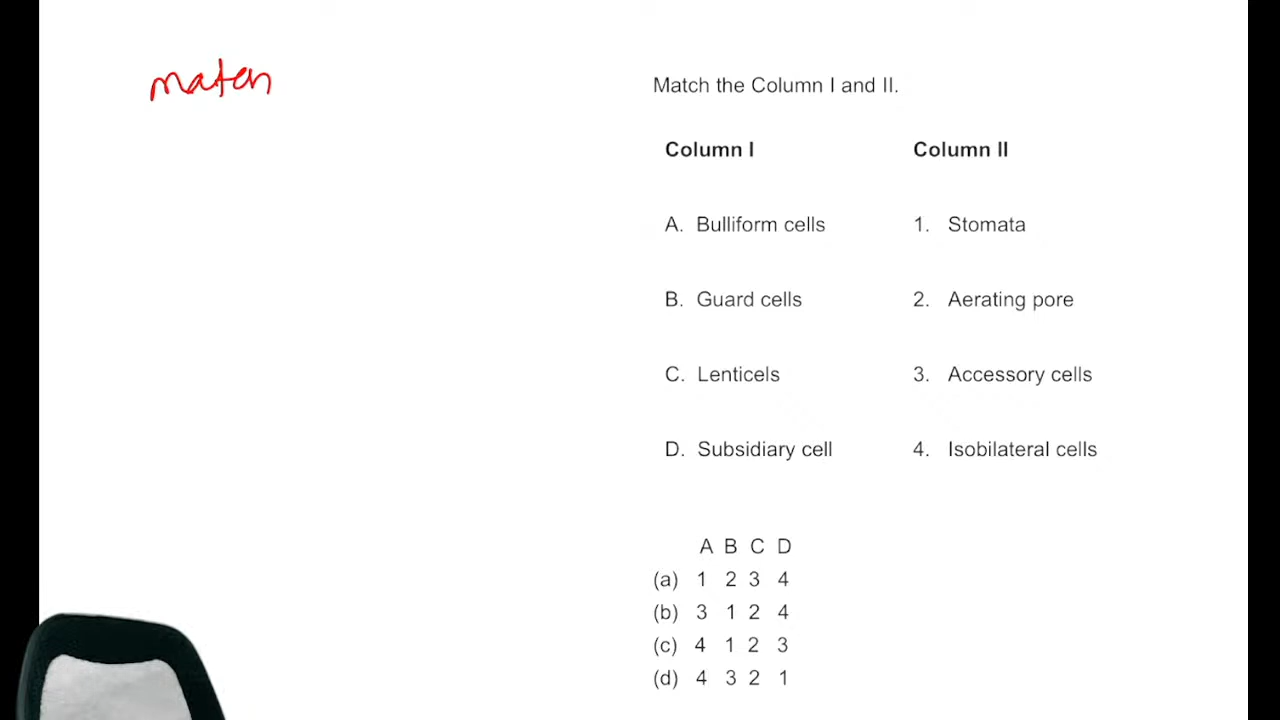 maten
Match the Column I and II.
Column I Column II
A. Bulliform cells 1. Stomata
B. Guard cells 2. Aerating pore
C. Lenticels 3. Accessory cells
D. Subsidiary cell 4. Isobilateral cells
A B C D
(a) 1 2 3 4
(b) 3 1 2 4
(c) 4 1 2 3
(d) 4 3 2 1